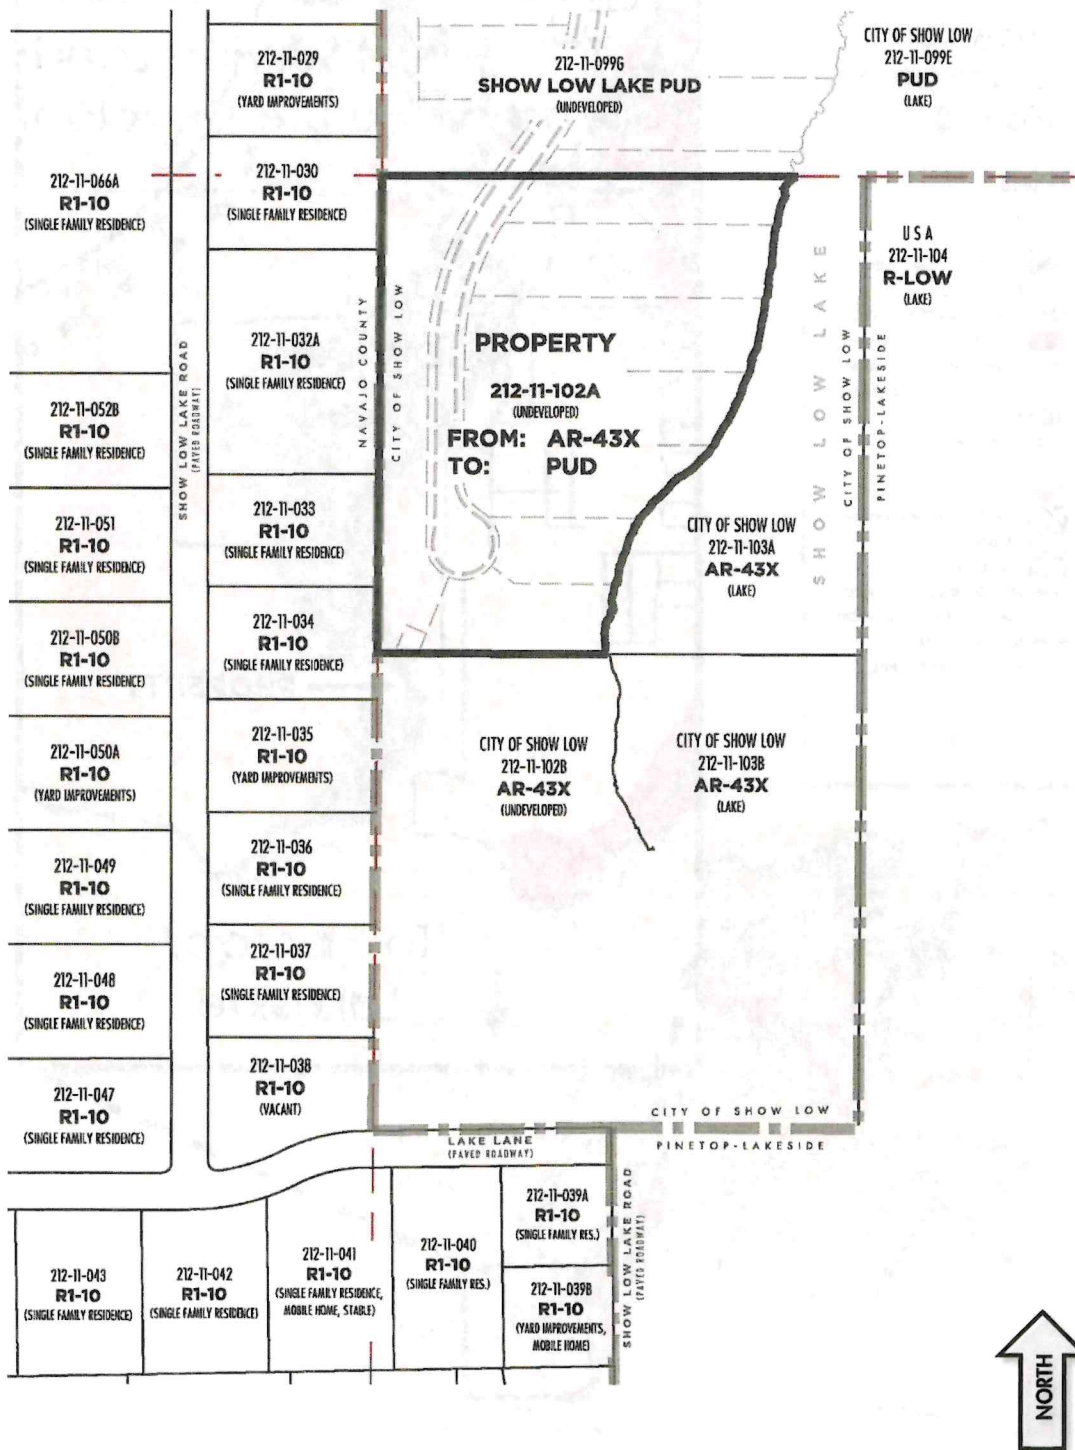 212-11-029
R1-10
(YARD IMPROVEMENTS)
212-11-099G
SHOW LOW LAKE PUD
(UNDEVELOPED)
CITY OF SHOW LOW
212-11-099E
PUD
(LAKE)
212-11-066A
R1-10
(SINGLE FAMILY RESIDENCE)
212-11-030
R1-10
(SINGLE FAMILY RESIDENCE)
U S A
212-11-104
R-LOW
(LAKE)
SHOW LOW LAKE
CITY OF SHOW LOW
PINETOP-LAKESIDE
NAVAJO COUNTY
CITY OF SHOW LOW
212-11-032A
R1-10
(SINGLE FAMILY RESIDENCE)
PROPERTY
212-11-102A
(UNDEVELOPED)
FROM: AR-43X
TO: PUD
SHOW LOW LAKE ROAD
(PAVED ROADWAY)
212-11-052B
R1-10
(SINGLE FAMILY RESIDENCE)
212-11-051
R1-10
(SINGLE FAMILY RESIDENCE)
212-11-033
R1-10
(SINGLE FAMILY RESIDENCE)
CITY OF SHOW LOW
212-11-103A
AR-43X
(LAKE)
212-11-050B
R1-10
(SINGLE FAMILY RESIDENCE)
212-11-034
R1-10
(SINGLE FAMILY RESIDENCE)
212-11-050A
R1-10
(YARD IMPROVEMENTS)
212-11-035
R1-10
(YARD IMPROVEMENTS)
CITY OF SHOW LOW
212-11-102B
AR-43X
(UNDEVELOPED)
CITY OF SHOW LOW
212-11-103B
AR-43X
(LAKE)
212-11-049
R1-10
(SINGLE FAMILY RESIDENCE)
212-11-036
R1-10
(SINGLE FAMILY RESIDENCE)
212-11-048
R1-10
(SINGLE FAMILY RESIDENCE)
212-11-037
R1-10
(SINGLE FAMILY RESIDENCE)
212-11-047
R1-10
(SINGLE FAMILY RESIDENCE)
212-11-038
R1-10
(VACANT)
CITY OF SHOW LOW
PINETOP-LAKESIDE
LAKE LANE
(PAVED ROADWAY)
SHOW LOW LAKE ROAD
(PAVED ROADWAY)
212-11-043
R1-10
(SINGLE FAMILY RESIDENCE)
212-11-042
R1-10
(SINGLE FAMILY RESIDENCE)
212-11-041
R1-10
(SINGLE FAMILY RESIDENCE,
MOBILE HOME, STABLE)
212-11-040
R1-10
(SINGLE FAMILY RES.)
212-11-039A
R1-10
(SINGLE FAMILY RES.)
212-11-039B
R1-10
(YARD IMPROVEMENTS,
MOBILE HOME)
NORTH